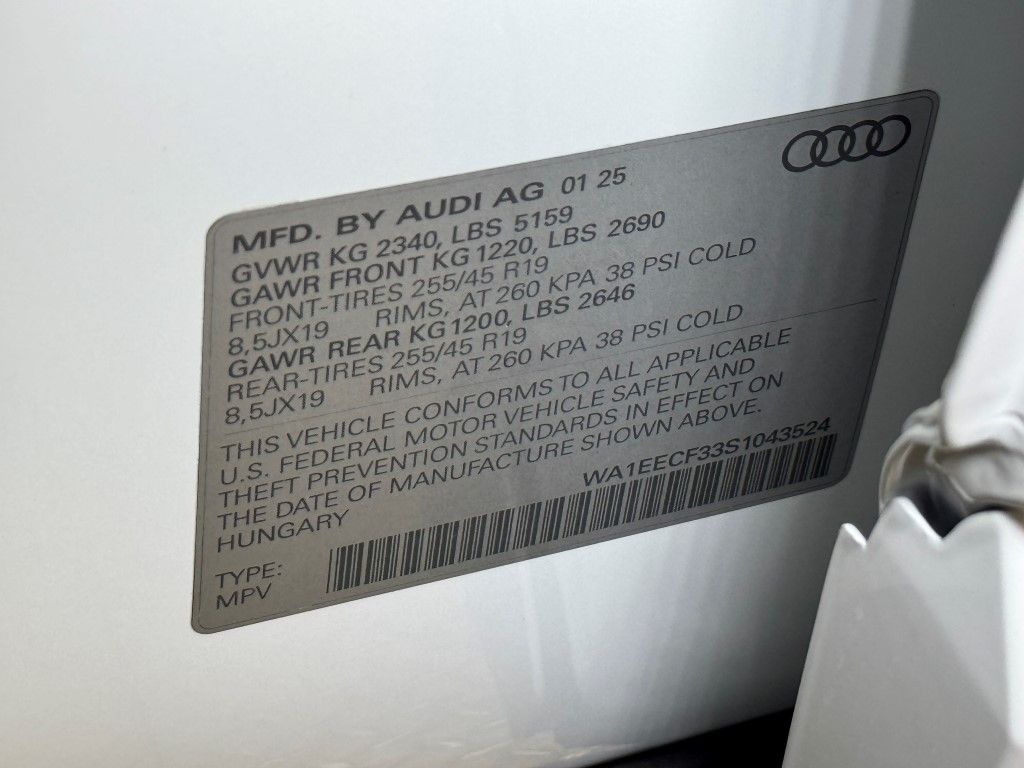 MFD. BY AUDI AG 01 25
GVWR KG 2340, LBS 5159
GAWR FRONT KG 1220, LBS 2690
FRONT-TIRES 255/45 R19
8,5JX19 RIMS, AT 260 KPA 38 PSI COLD
GAWR REAR KG 1200, LBS 2646
REAR-TIRES 255/45 R19
8,5JX19 RIMS, AT 260 KPA 38 PSI COLD
THIS VEHICLE CONFORMS TO ALL APPLICABLE
U.S. FEDERAL MOTOR VEHICLE SAFETY AND
THEFT PREVENTION STANDARDS IN EFFECT ON
THE DATE OF MANUFACTURE SHOWN ABOVE.
HUNGARY
WA1EECF33S1043524
TYPE:
MPV